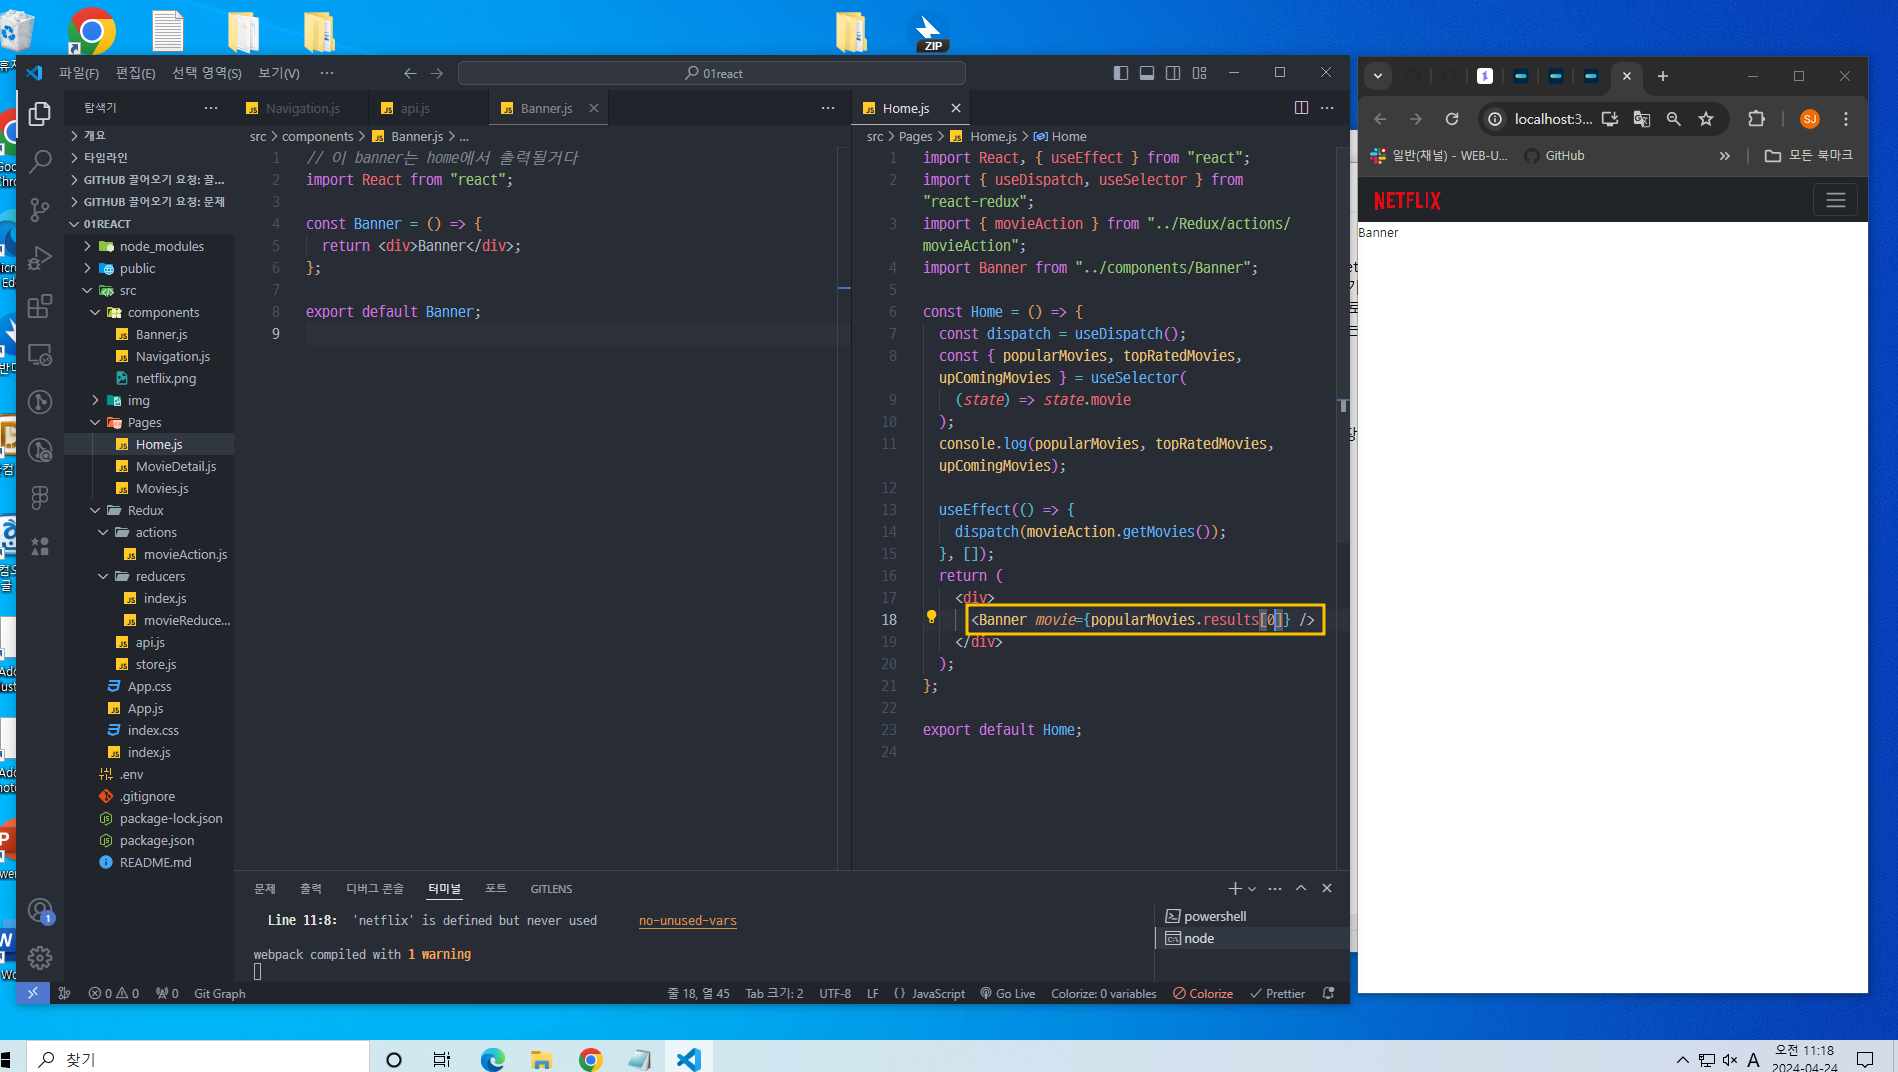 ZIP
파일(F) 편집(E) 선택 영역(S) 보기(V) ···
01react
탐색기 ···
Navigation.js api.js Banner.js ···
Home.js ···
src > components > Banner.js > ...
src > Pages > Home.js > Home
개요
타임라인
GITHUB 끌어오기 요청: 끌...
GITHUB 끌어오기 요청: 문제
01REACT
node_modules
public
src
components
Banner.js
Navigation.js
netflix.png
img
Pages
Home.js
MovieDetail.js
Movies.js
Redux
actions
movieAction.js
reducers
index.js
movieReduce...
api.js
store.js
App.css
App.js
index.css
index.js
.env
.gitignore
package-lock.json
package.json
README.md
1 // 이 banner는 home에서 출력될거다
2 import React from "react";
3
4 const Banner = () => {
5 return <div>Banner</div>;
6 };
7
8 export default Banner;
9
1 import React, { useEffect } from "react";
2 import { useDispatch, useSelector } from
"react-redux";
3 import { movieAction } from "../Redux/actions/
movieAction";
4 import Banner from "../components/Banner";
5
6 const Home = () => {
7 const dispatch = useDispatch();
8 const { popularMovies, topRatedMovies,
upComingMovies } = useSelector(
9 (state) => state.movie
10 );
11 console.log(popularMovies, topRatedMovies,
upComingMovies);
12
13 useEffect(() => {
14 dispatch(movieAction.getMovies());
15 }, []);
16 return (
17 <div>
18 <Banner movie={popularMovies.results[0]} />
19 </div>
20 );
21 };
22
23 export default Home;
24
문제 출력 디버그 콘솔 터미널 포트 GITLENS
Line 11:8: 'netflix' is defined but never used no-unused-vars
webpack compiled with 1 warning
powershell
node
1
0 0 0 Git Graph
줄 18, 열 45 Tab 크기: 2 UTF-8 LF {} JavaScript Go Live Colorize: 0 variables Colorize Prettier
localhost:3...
SJ
일반(채널) - WEB-U... GitHub » 모든 북마크
NETFLIX
Banner
찾기
A
오전 11:18
2024-04-24